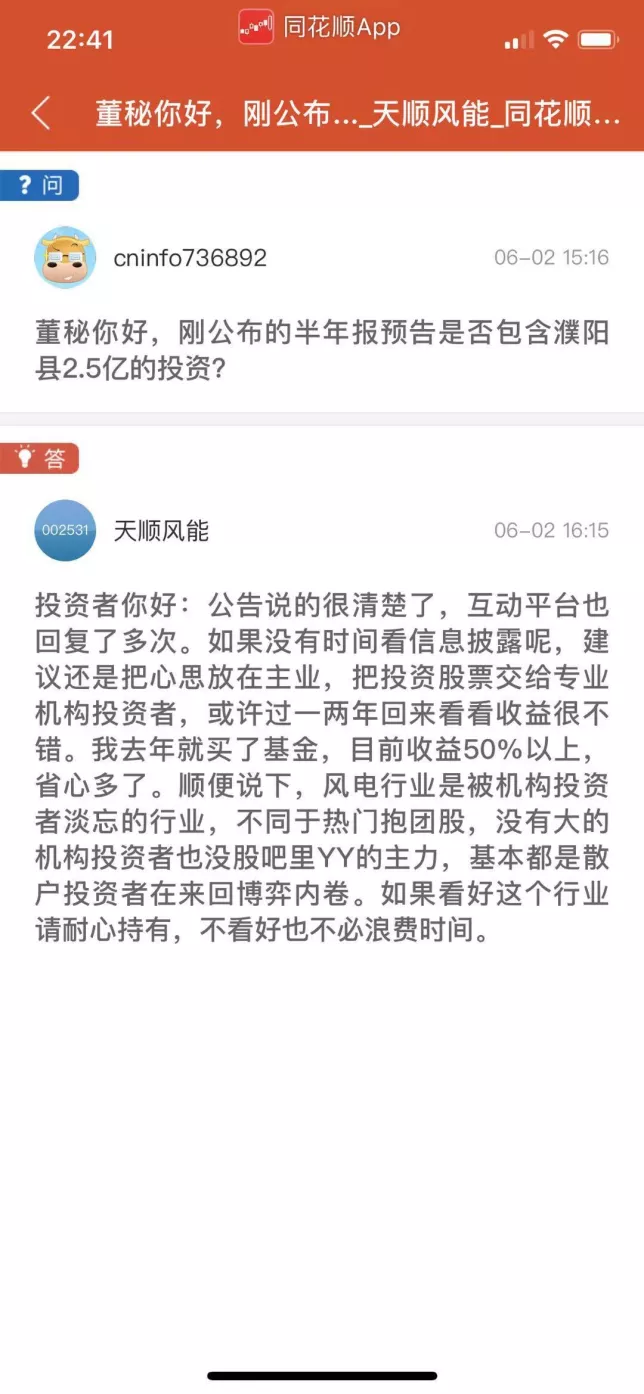 22:41
同花顺App
董秘你好，刚公布..._天顺风能_同花顺...
? 问
cninfo736892
06-02 15:16
董秘你好，刚公布的半年报预告是否包含濮阳
县2.5亿的投资?
答
002531
天顺风能
06-02 16:15
投资者你好：公告说的很清楚了，互动平台也
回复了多次。如果没有时间看信息披露呢，建
议还是把心思放在主业，把投资股票交给专业
机构投资者，或许过一两年回来看看收益很不
错。我去年就买了基金，目前收益50%以上，
省心多了。顺便说下，风电行业是被机构投资
者淡忘的行业，不同于热门抱团股，没有大的
机构投资者也没股吧里YY的主力，基本都是散
户投资者在来回博弈内卷。如果看好这个行业
请耐心持有，不看好也不必浪费时间。